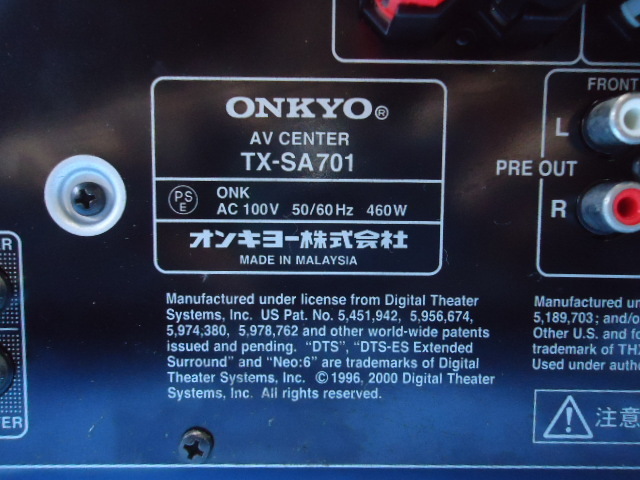 ONKYO®
AV CENTER
TX-SA701
PS
E
ONK
AC 100V 50/60Hz 460W
オンキヨー株式会社
MADE IN MALAYSIA
FRONT
L
PRE OUT
R
Manufactured under license from Digital Theater
Systems, Inc. US Pat. No. 5,451,942, 5,956,674,
5,974,380, 5,978,762 and other world-wide patents
issued and pending. “DTS”, “DTS-ES Extended
Surround” and “Neo:6” are trademarks of Digital
Theater Systems, Inc. ©1996, 2000 Digital Theater
Systems, Inc. All rights reserved.
Manufactured
5,189,703; and/o
Other U.S. and
trademark of TH
Used under
注意